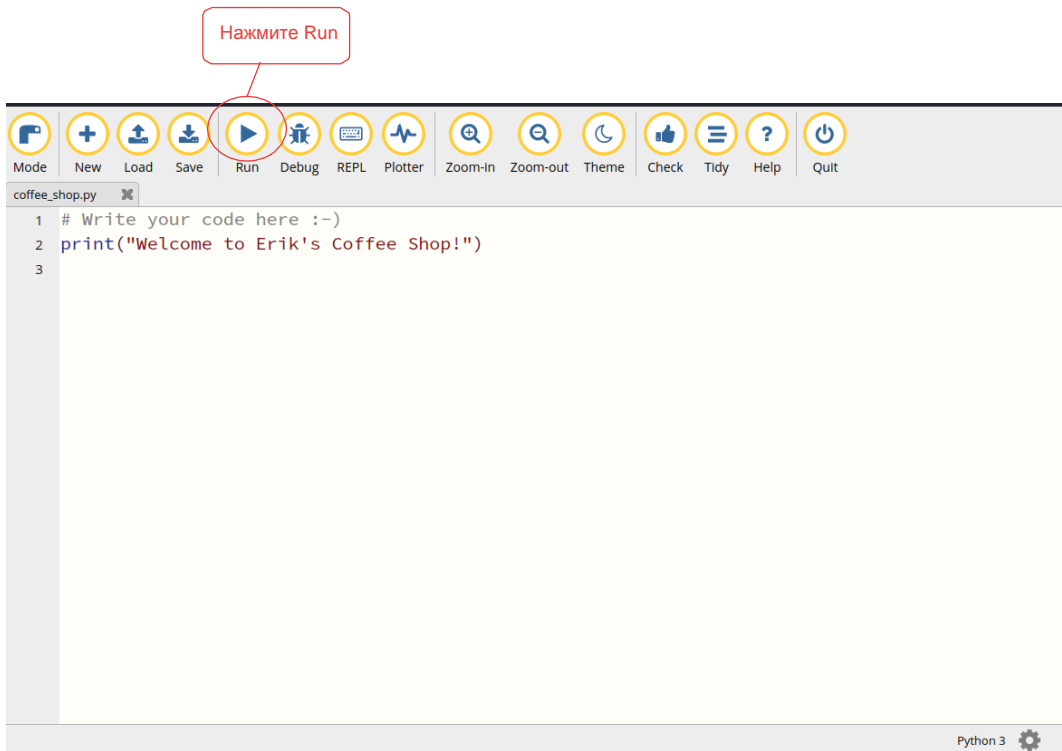 Нажмите Run
Mode New Load Save Run Debug REPL Plotter Zoom-in Zoom-out Theme Check Tidy Help Quit
coffee_shop.py
1 # Write your code here :-)
2 print("Welcome to Erik's Coffee Shop!")
3
Python 3